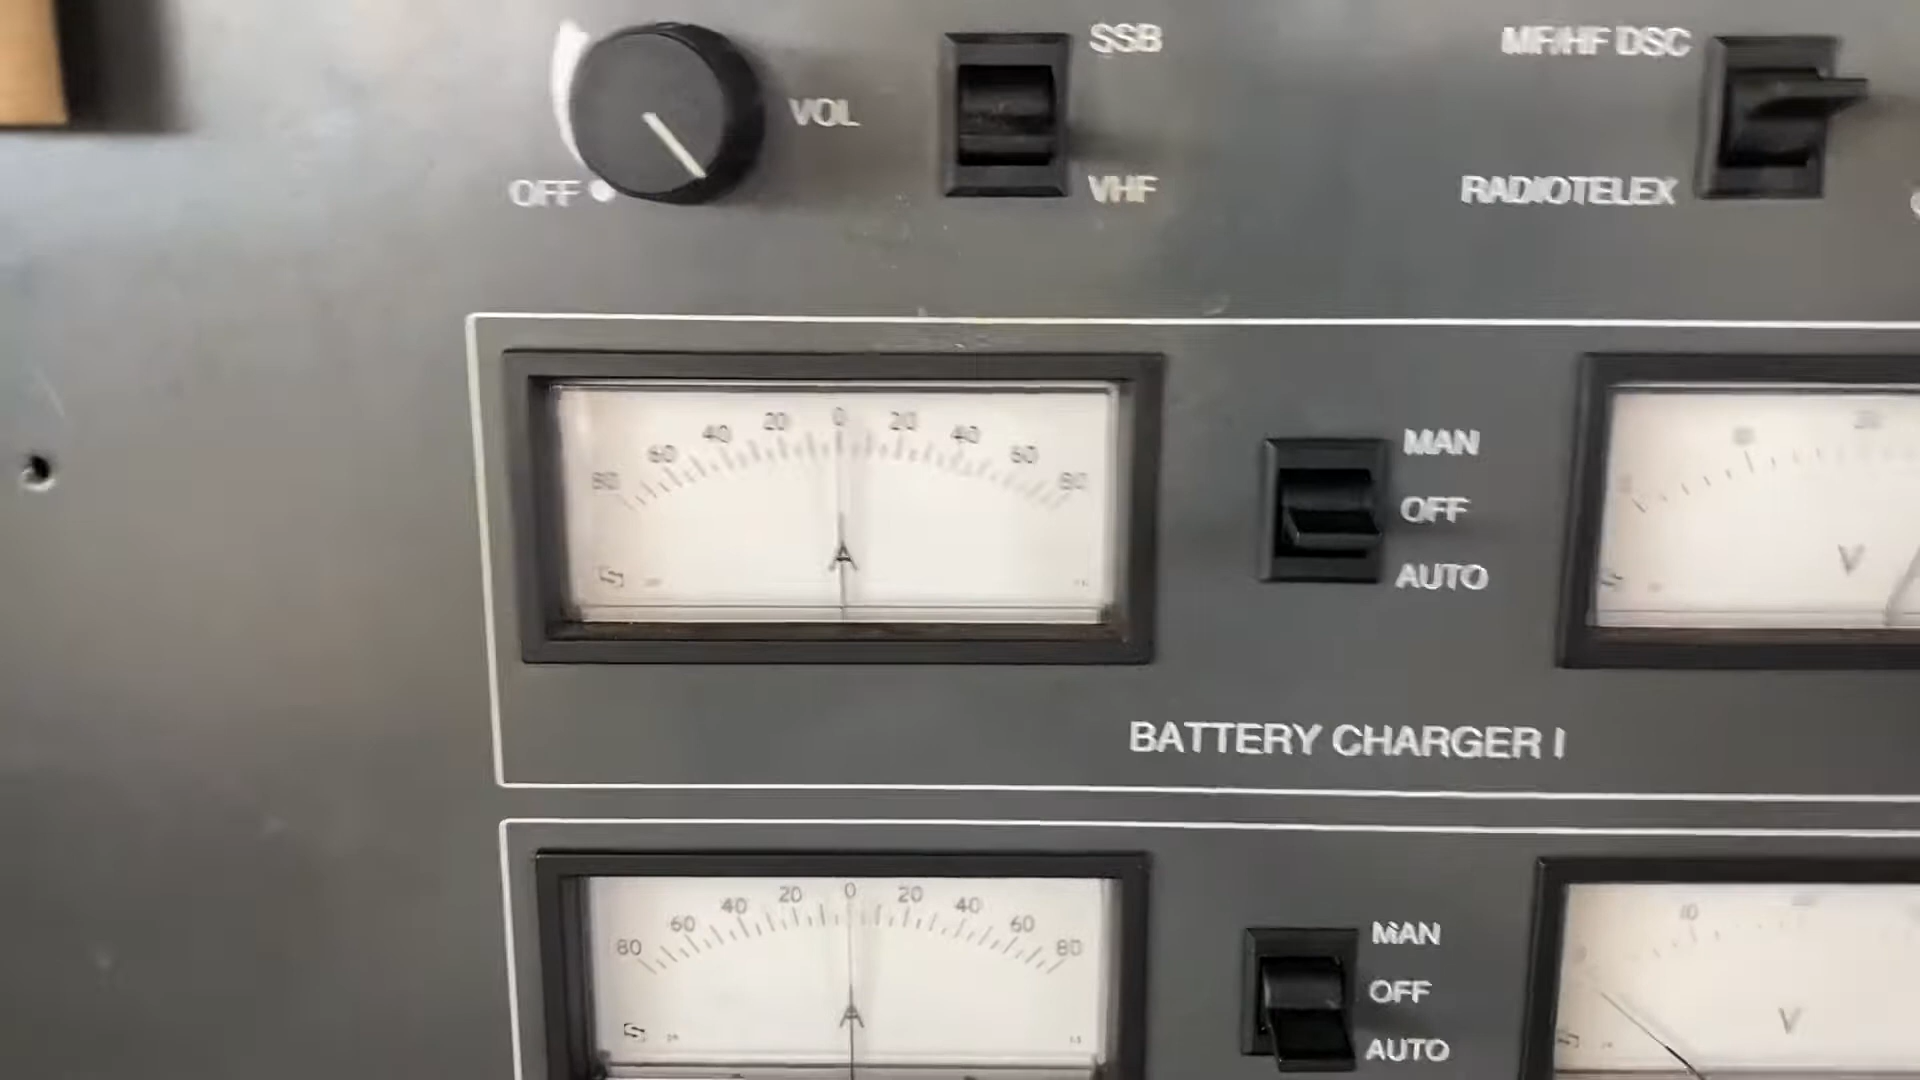 SSB
VOL
OFF
VHF
MF/HF DSC
RADIOTELEX
80 60 40 20 0 20 40 60 80
A
MAN
OFF
AUTO
V
BATTERY CHARGER I
80 60 40 20 0 20 40 60 80
A
MAN
OFF
AUTO
10
V